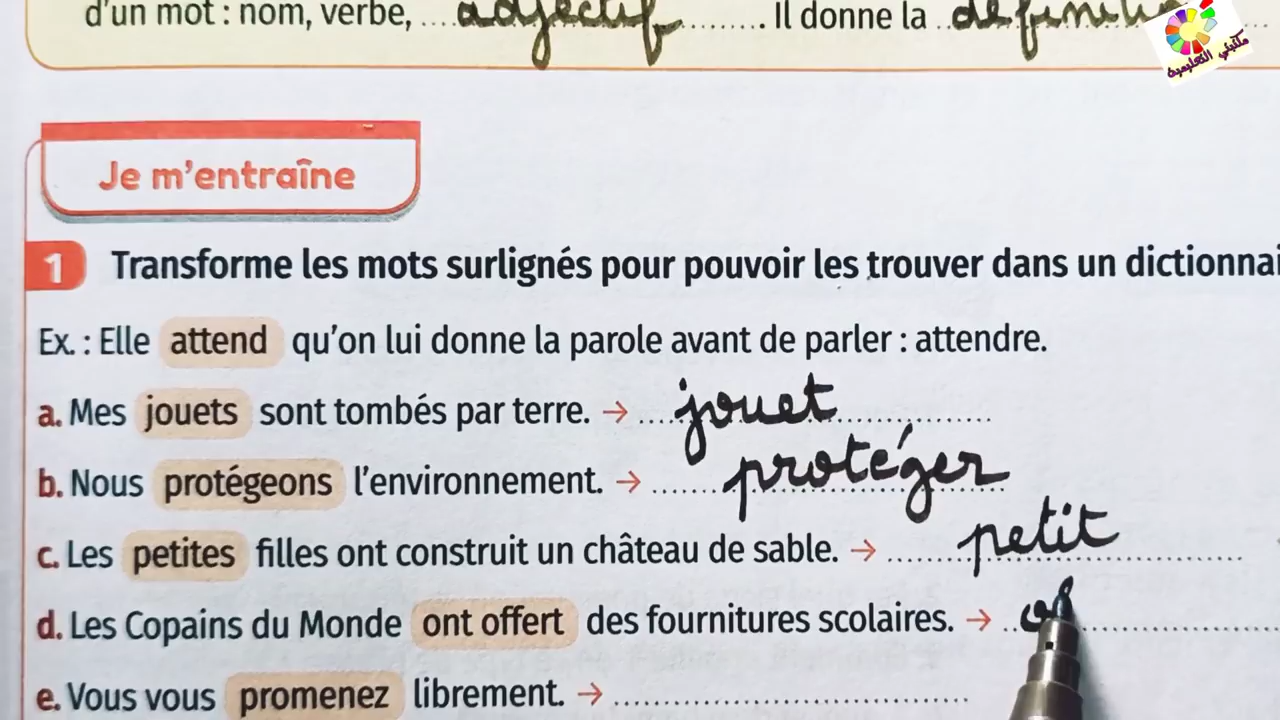 d'un mot : nom, verbe, ....adjectif.......... Il donne la ..définition
مكتبتي التعليمية
Je m'entraîne
1 Transforme les mots surlignés pour pouvoir les trouver dans un dictionnai
Ex. : Elle attend qu'on lui donne la parole avant de parler : attendre.
a. Mes jouets sont tombés par terre. → jouet
b. Nous protégeons l'environnement. → protéger
c. Les petites filles ont construit un château de sable. → petit
d. Les Copains du Monde ont offert des fournitures scolaires. →
e. Vous vous promenez librement. →